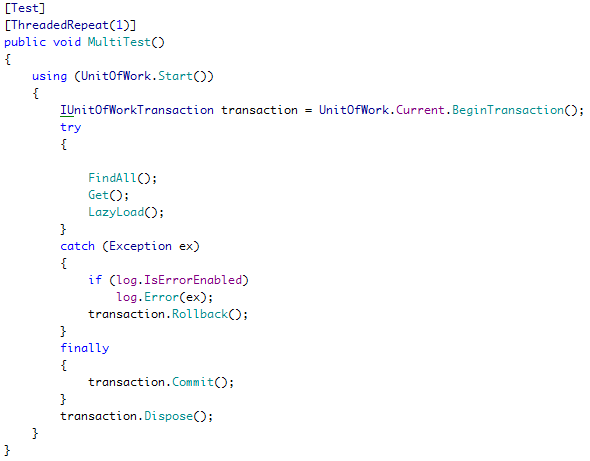 [Test]
[ThreadedRepeat(1)]
public void MultiTest()
{
    using (UnitOfWork.Start())
    {
        IUnitOfWorkTransaction transaction = UnitOfWork.Current.BeginTransaction();
        try
        {
            FindAll();
            Get();
            LazyLoad();
        }
        catch (Exception ex)
        {
            if (log.IsErrorEnabled)
                log.Error(ex);
            transaction.Rollback();
        }
        finally
        {
            transaction.Commit();
        }
        transaction.Dispose();
    }
}